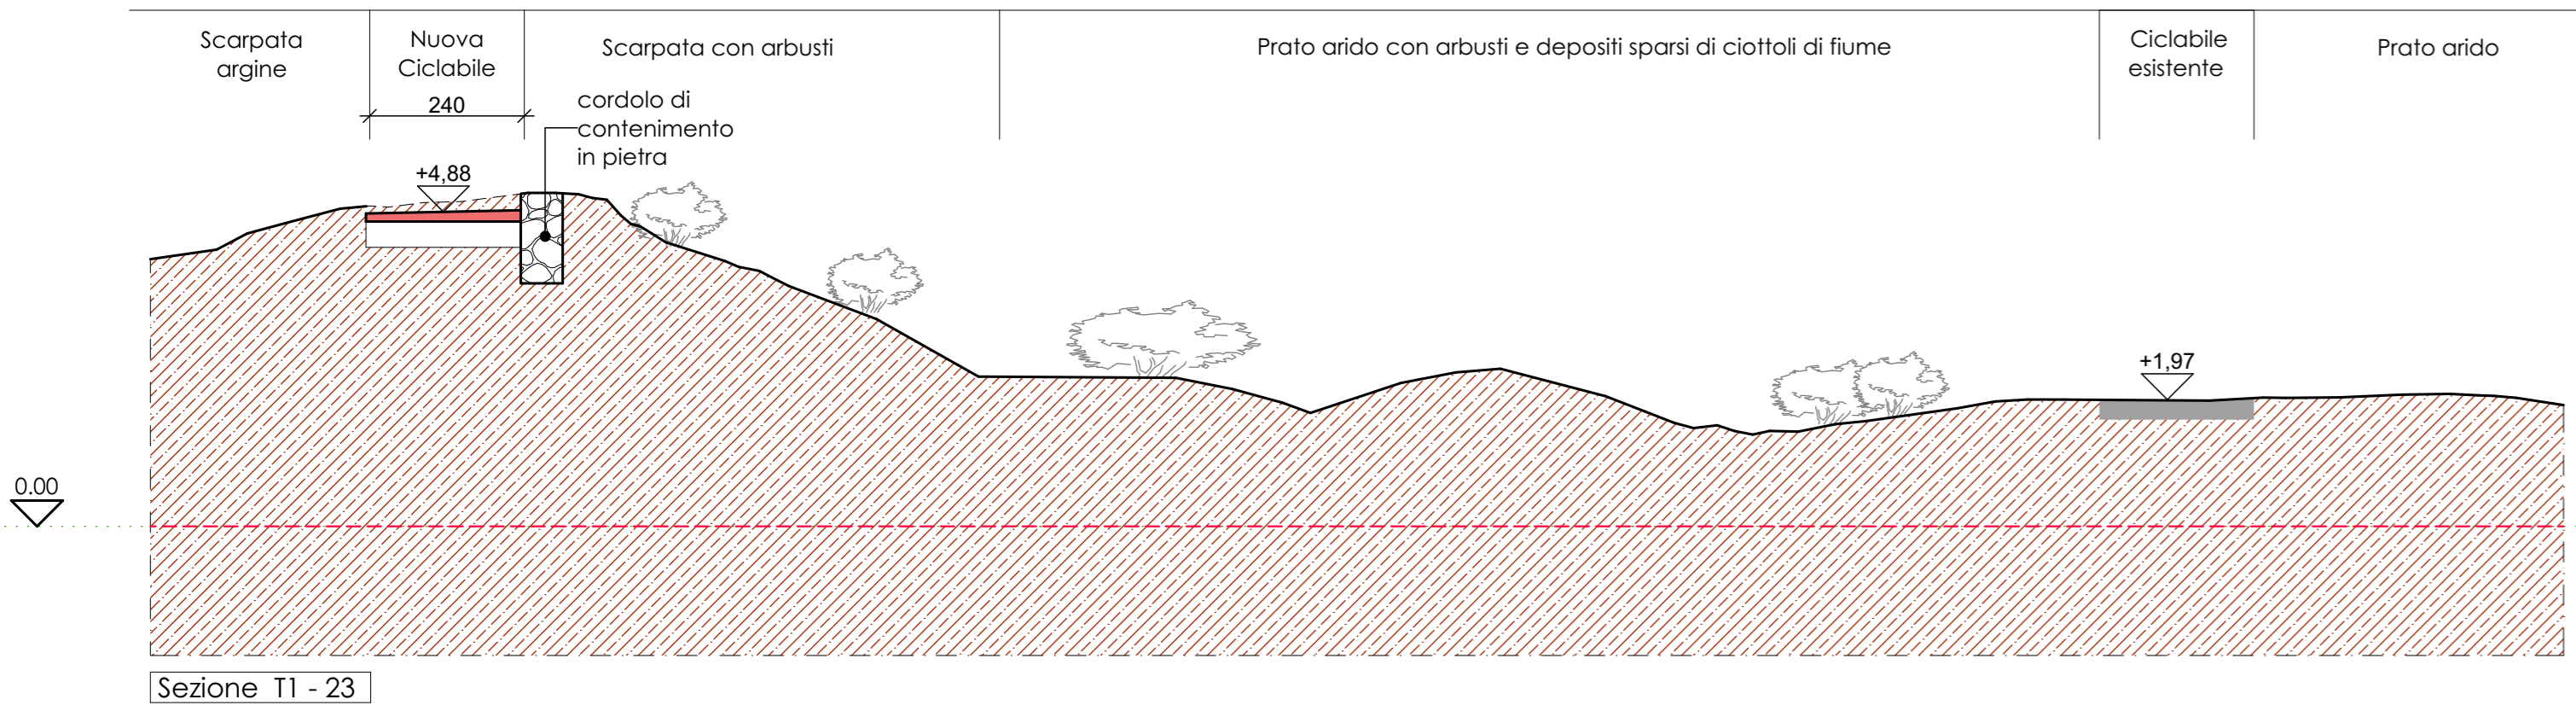 Scarpata
argine
Nuova
Ciclabile
240
Scarpata con arbusti
Prato arido con arbusti e depositi sparsi di ciottoli di fiume
Ciclabile
esistente
Prato arido
cordolo di
contenimento
in pietra
+4,88
+1,97
0.00
Sezione T1 - 23